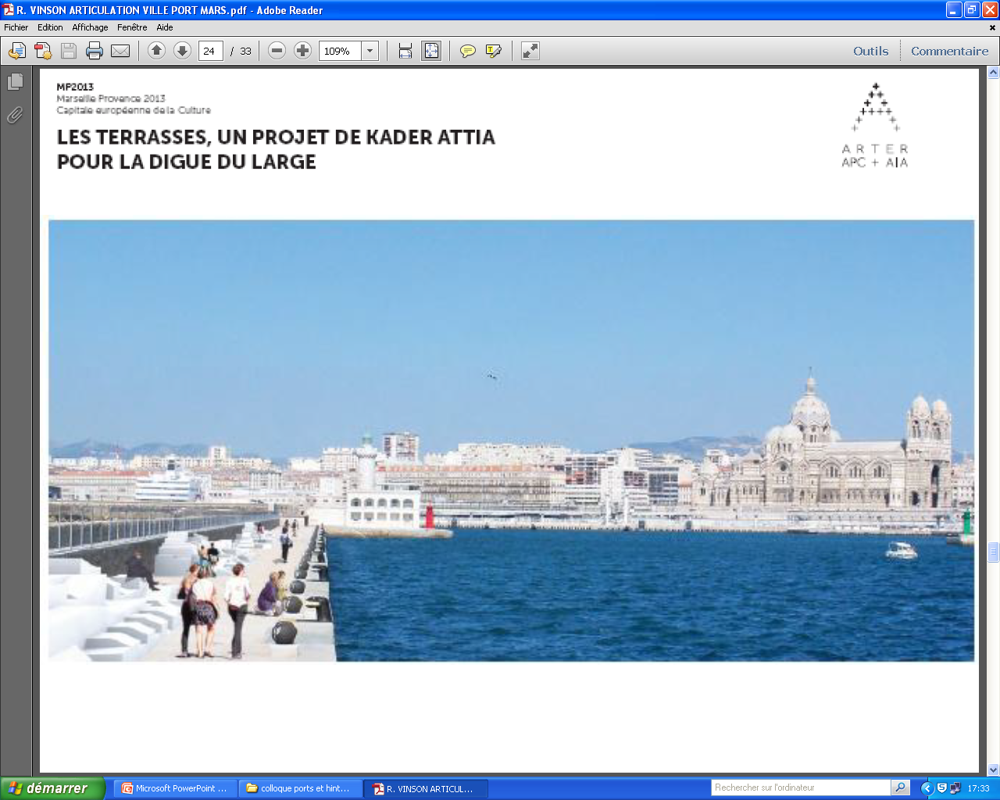 R. VINSON ARTICULATION VILLE PORT MARS.pdf - Adobe Reader
Fichier Edition Affichage Fenêtre Aide
24 / 33 109% Outils Commentaire
MP2013
Marseille Provence 2013
Capitale européenne de la Culture
LES TERRASSES, UN PROJET DE KADER ATTIA
POUR LA DIGUE DU LARGE
ARTER
APC + A|A
démarrer Microsoft PowerPoint ... colloque ports et hint... R. VINSON ARTICUL... Rechercher sur l'ordinateur 17:33